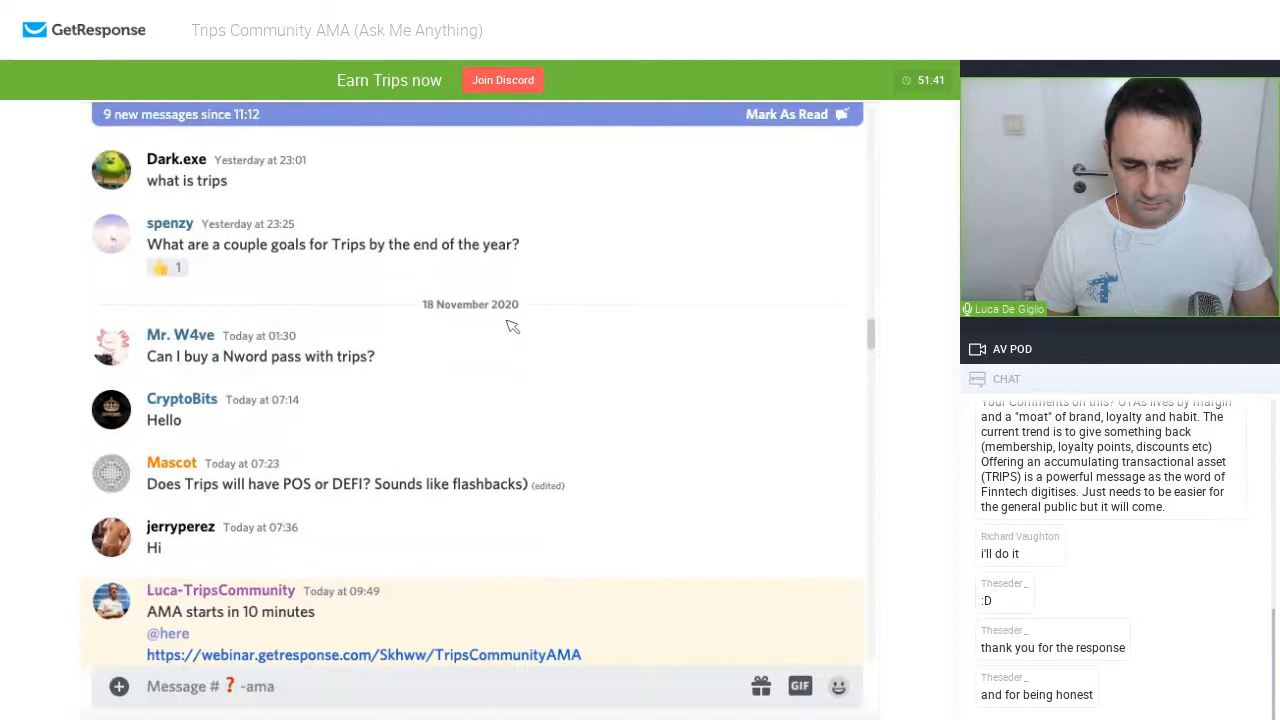 GetResponse
Trips Community AMA (Ask Me Anything)
Earn Trips now
Join Discord
51:41
9 new messages since 11:12
Mark As Read
Dark.exe Yesterday at 23:01
what is trips
spenzy Yesterday at 23:25
What are a couple goals for Trips by the end of the year?
👍 1
18 November 2020
Mr. W4ve Today at 01:30
Can I buy a Nword pass with trips?
CryptoBits Today at 07:14
Hello
Mascot Today at 07:23
Does Trips will have POS or DEFI? Sounds like flashbacks) (edited)
jerryperez Today at 07:36
Hi
Luca-TripsCommunity Today at 09:49
AMA starts in 10 minutes
@here
https://webinar.getresponse.com/Skhww/TripsCommunityAMA
Message # ❓ -ama
GIF
Luca De Giglio
AV POD
CHAT
Your Comments on this? OTAs lives by margin
and a "moat" of brand, loyalty and habit. The
current trend is to give something back
(membership, loyalty points, discounts etc)
Offering an accumulating transactional asset
(TRIPS) is a powerful message as the word of
Finntech digitises. Just needs to be easier for
the general public but it will come.
Richard Vaughton
i'll do it
Theseder_
:D
Theseder_
thank you for the response
Theseder_
and for being honest